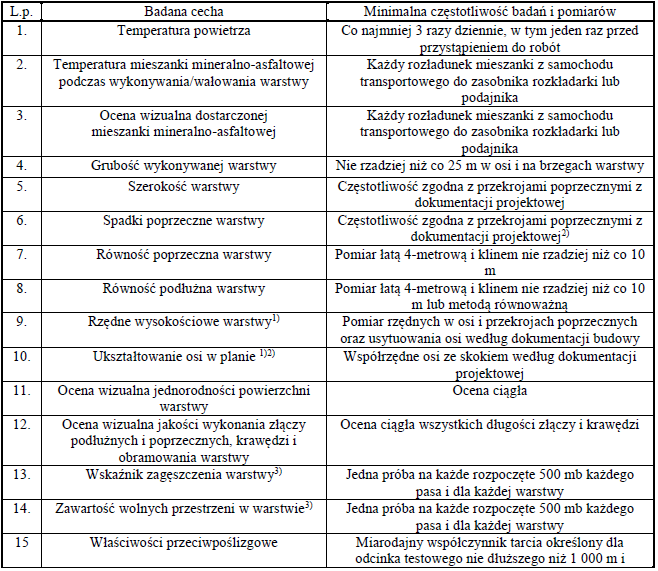 L.p. Badana cecha Minimalna częstotliwość badań i pomiarów
1. Temperatura powietrza Co najmniej 3 razy dziennie, w tym jeden raz przed
przystąpieniem do robót
2. Temperatura mieszanki mineralno-asfaltowej Każdy rozładunek mieszanki z samochodu
podczas wykonywania/wałowania warstwy transportowego do zasobnika rozkładarki lub
podajnika
3. Ocena wizualna dostarczonej Każdy rozładunek mieszanki z samochodu
mieszanki mineralno-asfaltowej transportowego do zasobnika rozkładarki lub
podajnika
4. Grubość wykonywanej warstwy Nie rzadziej niż co 25 m w osi i na brzegach warstwy
5. Szerokość warstwy Częstotliwość zgodna z przekrojami poprzecznymi z
dokumentacji projektowej
6. Spadki poprzeczne warstwy Częstotliwość zgodna z przekrojami poprzecznymi z
dokumentacji projektowej2)
7. Równość poprzeczna warstwy Pomiar łatą 4-metrową i klinem nie rzadziej niż co 10
m
8. Równość podłużna warstwy Pomiar łatą 4-metrową i klinem nie rzadziej niż co 10
m lub metodą równoważną
9. Rzędne wysokościowe warstwy1) Pomiar rzędnych w osi i przekrojach poprzecznych
oraz usytuowania osi według dokumentacji budowy
10. Ukształtowanie osi w planie 1)2) Współrzędne osi ze skokiem według dokumentacji
projektowej
11. Ocena wizualna jednorodności powierzchni Ocena ciągła
warstwy
12. Ocena wizualna jakości wykonania złączy Ocena ciągła wszystkich długości złączy i krawędzi
podłużnych i poprzecznych, krawędzi i
obramowania warstwy
13. Wskaźnik zagęszczenia warstwy3) Jedna próba na każde rozpoczęte 500 mb każdego
pasa i dla każdej warstwy
14. Zawartość wolnych przestrzeni w warstwie3) Jedna próba na każde rozpoczęte 500 mb każdego
pasa i dla każdej warstwy
15 Właściwości przeciwpoślizgowe Miarodajny współczynnik tarcia określony dla
odcinka testowego nie dłuższego niż 1 000 m i